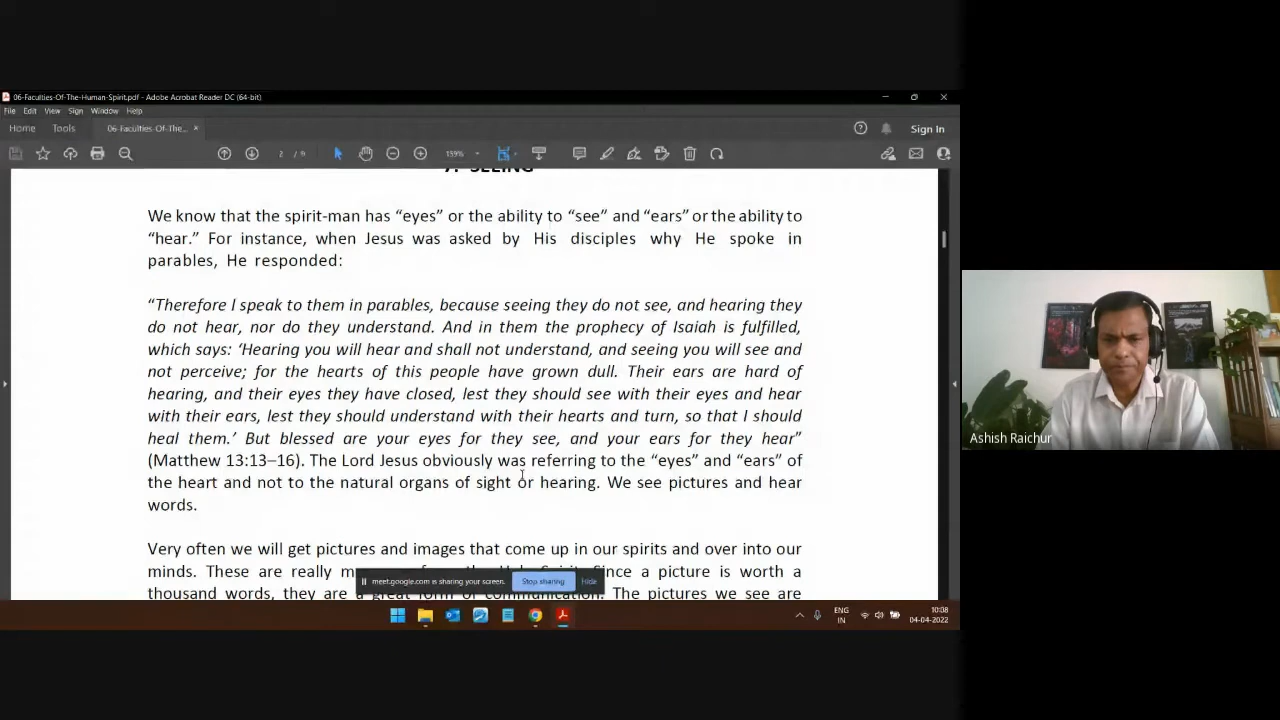 06-Faculties-Of-The-Human-Spirit.pdf - Adobe Acrobat Reader DC (64-bit)
File Edit View Sign Window Help
Home Tools 06-Faculties-Of-The... × Sign In
2 / 9 159%
7. SEEING
We know that the spirit-man has “eyes” or the ability to “see” and “ears” or the ability to
“hear.” For instance, when Jesus was asked by His disciples why He spoke in
parables, He responded:
“Therefore I speak to them in parables, because seeing they do not see, and hearing they
do not hear, nor do they understand. And in them the prophecy of Isaiah is fulfilled,
which says: ‘Hearing you will hear and shall not understand, and seeing you will see and
not perceive; for the hearts of this people have grown dull. Their ears are hard of
hearing, and their eyes they have closed, lest they should see with their eyes and hear
with their ears, lest they should understand with their hearts and turn, so that I should
heal them.’ But blessed are your eyes for they see, and your ears for they hear”
(Matthew 13:13–16). The Lord Jesus obviously was referring to the “eyes” and “ears” of
the heart and not to the natural organs of sight or hearing. We see pictures and hear
words.
Very often we will get pictures and images that come up in our spirits and over into our
minds. These are really Since a picture is worth a
thousand words, they are a great form of communication. The pictures we see are
meet.google.com is sharing your screen. Stop sharing Hide
ENG
IN
10:08
04-04-2022
Ashish Raichur